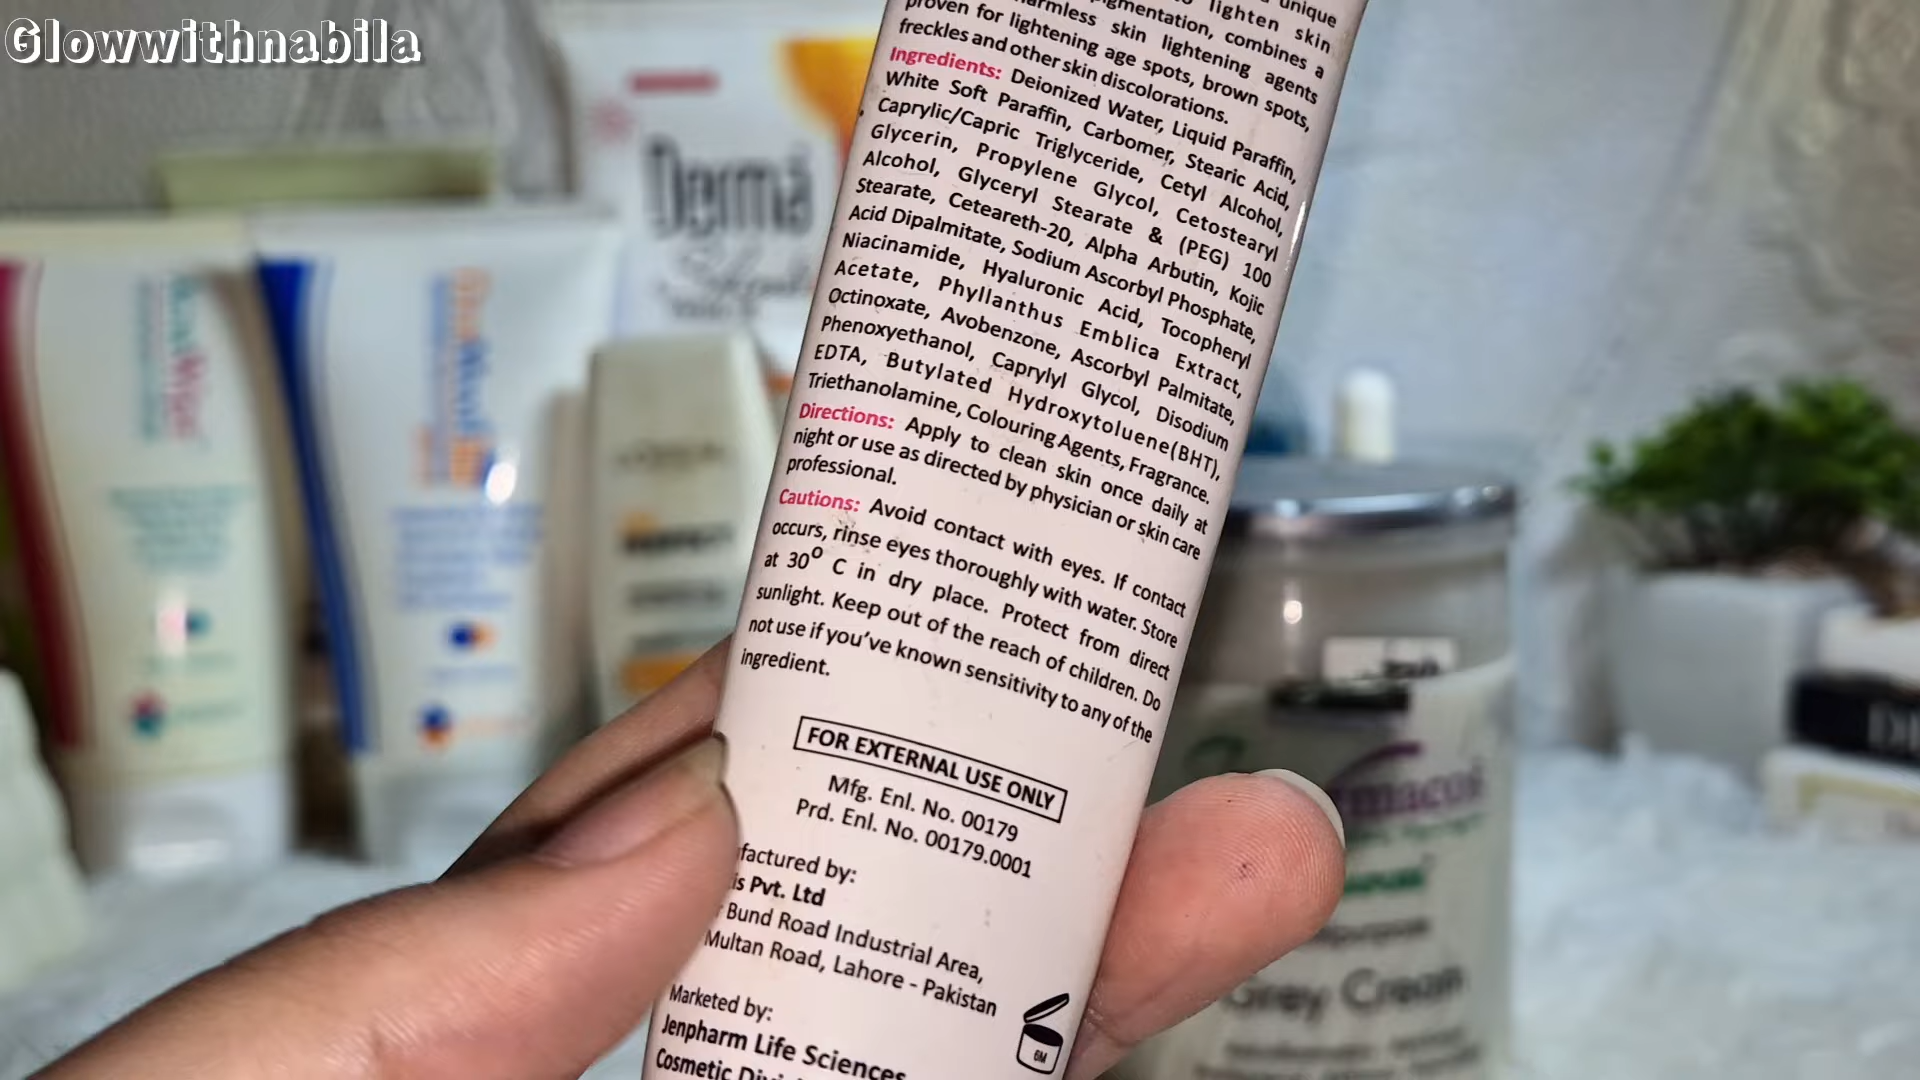 Glowwithnabila
unique
to lighten skin
pigmentation, combines a
harmless skin lightening agents
proven for lightening age spots, brown spots,
freckles and other skin discolorations.
Ingredients: Deionized Water, Liquid Paraffin,
White Soft Paraffin, Carbomer, Stearic Acid,
Caprylic/Capric Triglyceride, Cetyl Alcohol,
Glycerin, Propylene Glycol, Cetostearyl
Alcohol, Glyceryl Stearate & (PEG) 100
Stearate, Ceteareth-20, Alpha Arbutin, Kojic
Acid Dipalmitate, Sodium Ascorbyl Phosphate,
Niacinamide, Hyaluronic Acid, Tocopheryl
Acetate, Phyllanthus Emblica Extract,
Octinoxate, Avobenzone, Ascorbyl Palmitate,
Phenoxyethanol, Caprylyl Glycol, Disodium
EDTA, Butylated Hydroxytoluene(BHT),
Triethanolamine, Colouring Agents, Fragrance.
Directions: Apply to clean skin once daily at
night or use as directed by physician or skin care
professional.
Cautions: Avoid contact with eyes. If contact
occurs, rinse eyes thoroughly with water. Store
at 30° C in dry place. Protect from direct
sunlight. Keep out of the reach of children. Do
not use if you've known sensitivity to any of the
ingredient.
FOR EXTERNAL USE ONLY
Mfg. Enl. No. 00179
Prd. Enl. No. 00179.0001
factured by:
is Pvt. Ltd
Bund Road Industrial Area,
Multan Road, Lahore - Pakistan
Marketed by:
Jenpharm Life Sciences
Cosmetic
6M
Derma
Grey Cream